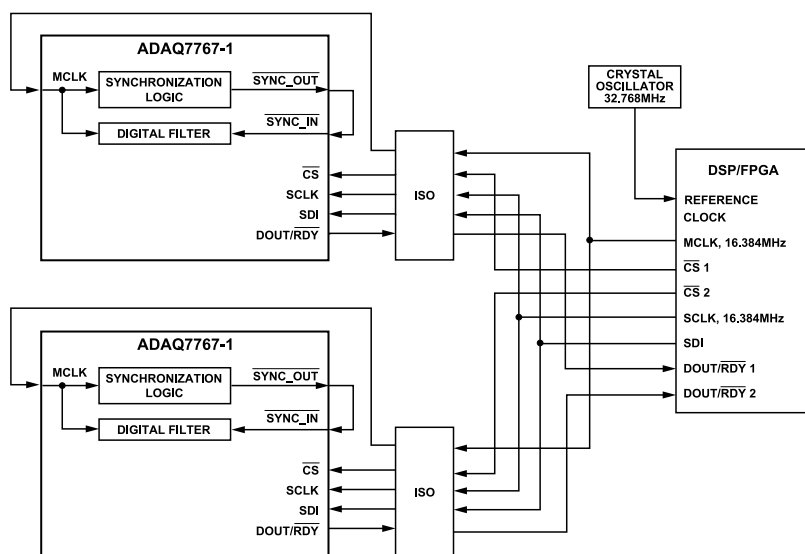 ADAQ7767-1
MCLK
SYNCHRONIZATION
LOGIC
SYNC_OUT
DIGITAL FILTER
SYNC_IN
CS
SCLK
SDI
DOUT/RDY
ISO
CRYSTAL
OSCILLATOR
32.768MHz
DSP/FPGA
REFERENCE
CLOCK
MCLK, 16.384MHz
CS 1
CS 2
SCLK, 16.384MHz
SDI
DOUT/RDY 1
DOUT/RDY 2
ADAQ7767-1
MCLK
SYNCHRONIZATION
LOGIC
SYNC_OUT
DIGITAL FILTER
SYNC_IN
CS
SCLK
SDI
DOUT/RDY
ISO